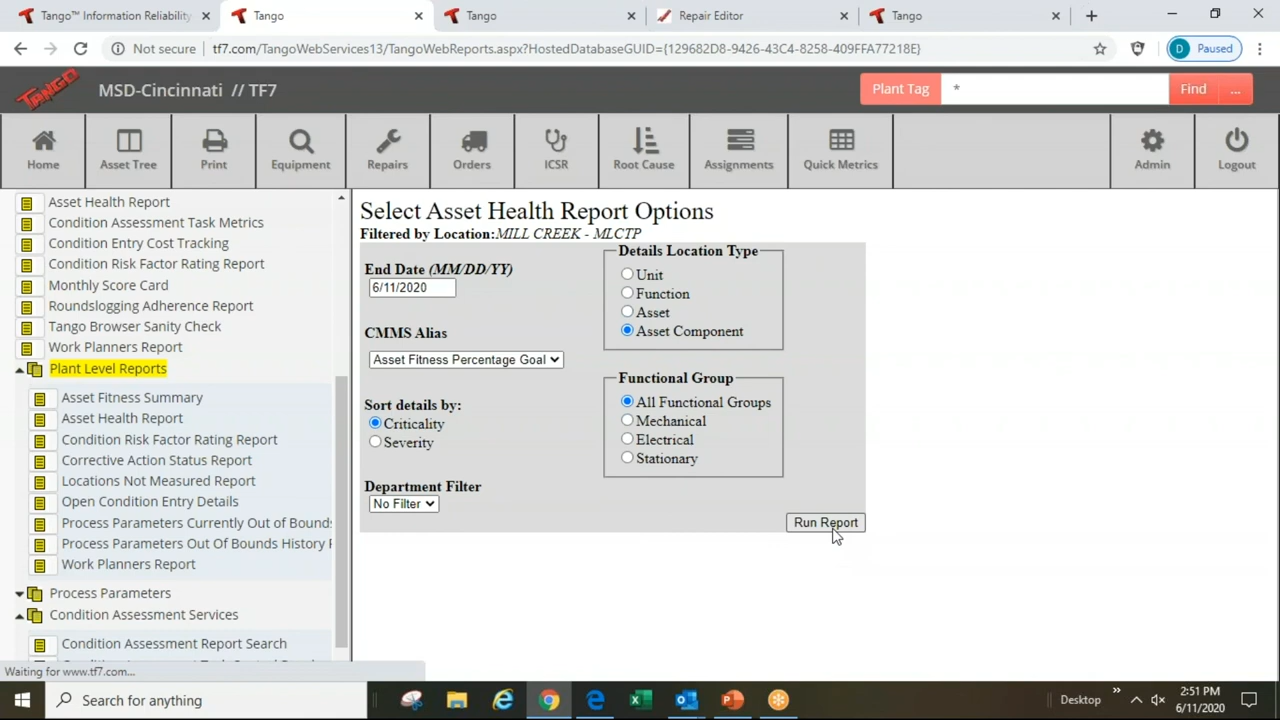 Tango™ Information Reliability
Tango
Tango
Repair Editor
Tango
Not secure
tf7.com/TangoWebServices13/TangoWebReports.aspx?HostedDatabaseGUID={129682D8-9426-43C4-8258-409FFA77218E}
D Paused
TANGO
MSD-Cincinnati // TF7
Plant Tag
*
Find
...
Home
Asset Tree
Print
Equipment
Repairs
Orders
ICSR
Root Cause
Assignments
Quick Metrics
Admin
Logout
Asset Health Report
Condition Assessment Task Metrics
Condition Entry Cost Tracking
Condition Risk Factor Rating Report
Monthly Score Card
Roundslogging Adherence Report
Tango Browser Sanity Check
Work Planners Report
Plant Level Reports
Asset Fitness Summary
Asset Health Report
Condition Risk Factor Rating Report
Corrective Action Status Report
Locations Not Measured Report
Open Condition Entry Details
Process Parameters Currently Out of Bounds
Process Parameters Out Of Bounds History
Work Planners Report
Process Parameters
Condition Assessment Services
Condition Assessment Report Search
Waiting for www.tf7.com...
Select Asset Health Report Options
Filtered by Location:MILL CREEK - MLCTP
End Date (MM/DD/YY)
6/11/2020
CMMS Alias
Asset Fitness Percentage Goal
Sort details by:
Criticality
Severity
Department Filter
No Filter
Details Location Type
Unit
Function
Asset
Asset Component
Functional Group
All Functional Groups
Mechanical
Electrical
Stationary
Run Report
Search for anything
Desktop
2:51 PM
6/11/2020